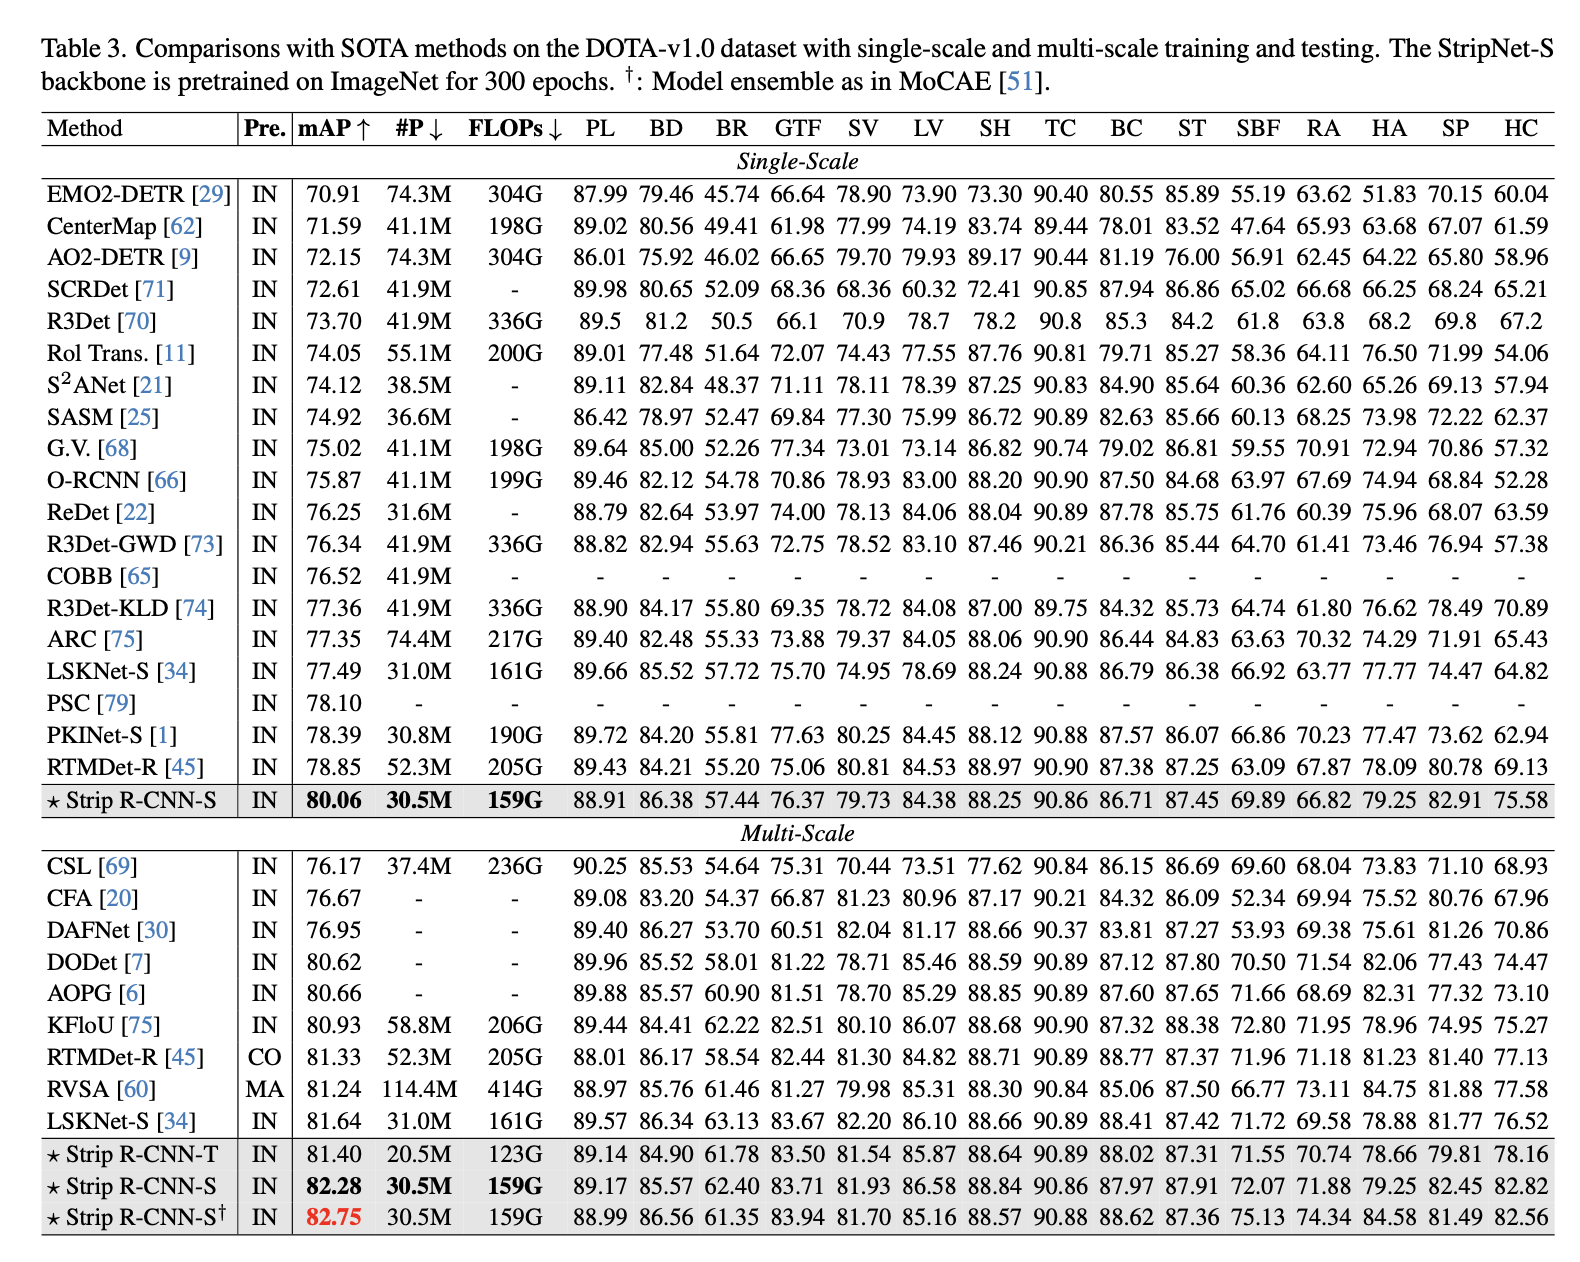 Table 3. Comparisons with SOTA methods on the DOTA-v1.0 dataset with single-scale and multi-scale training and testing. The StripNet-S
backbone is pretrained on ImageNet for 300 epochs. †: Model ensemble as in MoCAE [51].
Method Pre. mAP ↑ #P ↓ FLOPs ↓ PL BD BR GTF SV LV SH TC BC ST SBF RA HA SP HC
Single-Scale
EMO2-DETR [29] IN 70.91 74.3M 304G 87.99 79.46 45.74 66.64 78.90 73.90 73.30 90.40 80.55 85.89 55.19 63.62 51.83 70.15 60.04
CenterMap [62] IN 71.59 41.1M 198G 89.02 80.56 49.41 61.98 77.99 74.19 83.74 89.44 78.01 83.52 47.64 65.93 63.68 67.07 61.59
AO2-DETR [9] IN 72.15 74.3M 304G 86.01 75.92 46.02 66.65 79.70 79.93 89.17 90.44 81.19 76.00 56.91 62.45 64.22 65.80 58.96
SCRDet [71] IN 72.61 41.9M - 89.98 80.65 52.09 68.36 68.36 60.32 72.41 90.85 87.94 86.86 65.02 66.68 66.25 68.24 65.21
R3Det [70] IN 73.70 41.9M 336G 89.5 81.2 50.5 66.1 70.9 78.7 78.2 90.8 85.3 84.2 61.8 63.8 68.2 69.8 67.2
Rol Trans. [11] IN 74.05 55.1M 200G 89.01 77.48 51.64 72.07 74.43 77.55 87.76 90.81 79.71 85.27 58.36 64.11 76.50 71.99 54.06
S²ANet [21] IN 74.12 38.5M - 89.11 82.84 48.37 71.11 78.11 78.39 87.25 90.83 84.90 85.64 60.36 62.60 65.26 69.13 57.94
SASM [25] IN 74.92 36.6M - 86.42 78.97 52.47 69.84 77.30 75.99 86.72 90.89 82.63 85.66 60.13 68.25 73.98 72.22 62.37
G.V. [68] IN 75.02 41.1M 198G 89.64 85.00 52.26 77.34 73.01 73.14 86.82 90.74 79.02 86.81 59.55 70.91 72.94 70.86 57.32
O-RCNN [66] IN 75.87 41.1M 199G 89.46 82.12 54.78 70.86 78.93 83.00 88.20 90.90 87.50 84.68 63.97 67.69 74.94 68.84 52.28
ReDet [22] IN 76.25 31.6M - 88.79 82.64 53.97 74.00 78.13 84.06 88.04 90.89 87.78 85.75 61.76 60.39 75.96 68.07 63.59
R3Det-GWD [73] IN 76.34 41.9M 336G 88.82 82.94 55.63 72.75 78.52 83.10 87.46 90.21 86.36 85.44 64.70 61.41 73.46 76.94 57.38
COBB [65] IN 76.52 41.9M - - - - - - - - - - - - - - - -
R3Det-KLD [74] IN 77.36 41.9M 336G 88.90 84.17 55.80 69.35 78.72 84.08 87.00 89.75 84.32 85.73 64.74 61.80 76.62 78.49 70.89
ARC [75] IN 77.35 74.4M 217G 89.40 82.48 55.33 73.88 79.37 84.05 88.06 90.90 86.44 84.83 63.63 70.32 74.29 71.91 65.43
LSKNet-S [34] IN 77.49 31.0M 161G 89.66 85.52 57.72 75.70 74.95 78.69 88.24 90.88 86.79 86.38 66.92 63.77 77.77 74.47 64.82
PSC [79] IN 78.10 - - - - - - - - - - - - - - - - -
PKINet-S [1] IN 78.39 30.8M 190G 89.72 84.20 55.81 77.63 80.25 84.45 88.12 90.88 87.57 86.07 66.86 70.23 77.47 73.62 62.94
RTMDet-R [45] IN 78.85 52.3M 205G 89.43 84.21 55.20 75.06 80.81 84.53 88.97 90.90 87.38 87.25 63.09 67.87 78.09 80.78 69.13
⋆ Strip R-CNN-S IN 80.06 30.5M 159G 88.91 86.38 57.44 76.37 79.73 84.38 88.25 90.86 86.71 87.45 69.89 66.82 79.25 82.91 75.58
Multi-Scale
CSL [69] IN 76.17 37.4M 236G 90.25 85.53 54.64 75.31 70.44 73.51 77.62 90.84 86.15 86.69 69.60 68.04 73.83 71.10 68.93
CFA [20] IN 76.67 - - 89.08 83.20 54.37 66.87 81.23 80.96 87.17 90.21 84.32 86.09 52.34 69.94 75.52 80.76 67.96
DAFNet [30] IN 76.95 - - 89.40 86.27 53.70 60.51 82.04 81.17 88.66 90.37 83.81 87.27 53.93 69.38 75.61 81.26 70.86
DODet [7] IN 80.62 - - 89.96 85.52 58.01 81.22 78.71 85.46 88.59 90.89 87.12 87.80 70.50 71.54 82.06 77.43 74.47
AOPG [6] IN 80.66 - - 89.88 85.57 60.90 81.51 78.70 85.29 88.85 90.89 87.60 87.65 71.66 68.69 82.31 77.32 73.10
KFloU [75] IN 80.93 58.8M 206G 89.44 84.41 62.22 82.51 80.10 86.07 88.68 90.90 87.32 88.38 72.80 71.95 78.96 74.95 75.27
RTMDet-R [45] CO 81.33 52.3M 205G 88.01 86.17 58.54 82.44 81.30 84.82 88.71 90.89 88.77 87.37 71.96 71.18 81.23 81.40 77.13
RVSA [60] MA 81.24 114.4M 414G 88.97 85.76 61.46 81.27 79.98 85.31 88.30 90.84 85.06 87.50 66.77 73.11 84.75 81.88 77.58
LSKNet-S [34] IN 81.64 31.0M 161G 89.57 86.34 63.13 83.67 82.20 86.10 88.66 90.89 88.41 87.42 71.72 69.58 78.88 81.77 76.52
⋆ Strip R-CNN-T IN 81.40 20.5M 123G 89.14 84.90 61.78 83.50 81.54 85.87 88.64 90.89 88.02 87.31 71.55 70.74 78.66 79.81 78.16
⋆ Strip R-CNN-S IN 82.28 30.5M 159G 89.17 85.57 62.40 83.71 81.93 86.58 88.84 90.86 87.97 87.91 72.07 71.88 79.25 82.45 82.82
⋆ Strip R-CNN-S† IN 82.75 30.5M 159G 88.99 86.56 61.35 83.94 81.70 85.16 88.57 90.88 88.62 87.36 75.13 74.34 84.58 81.49 82.56